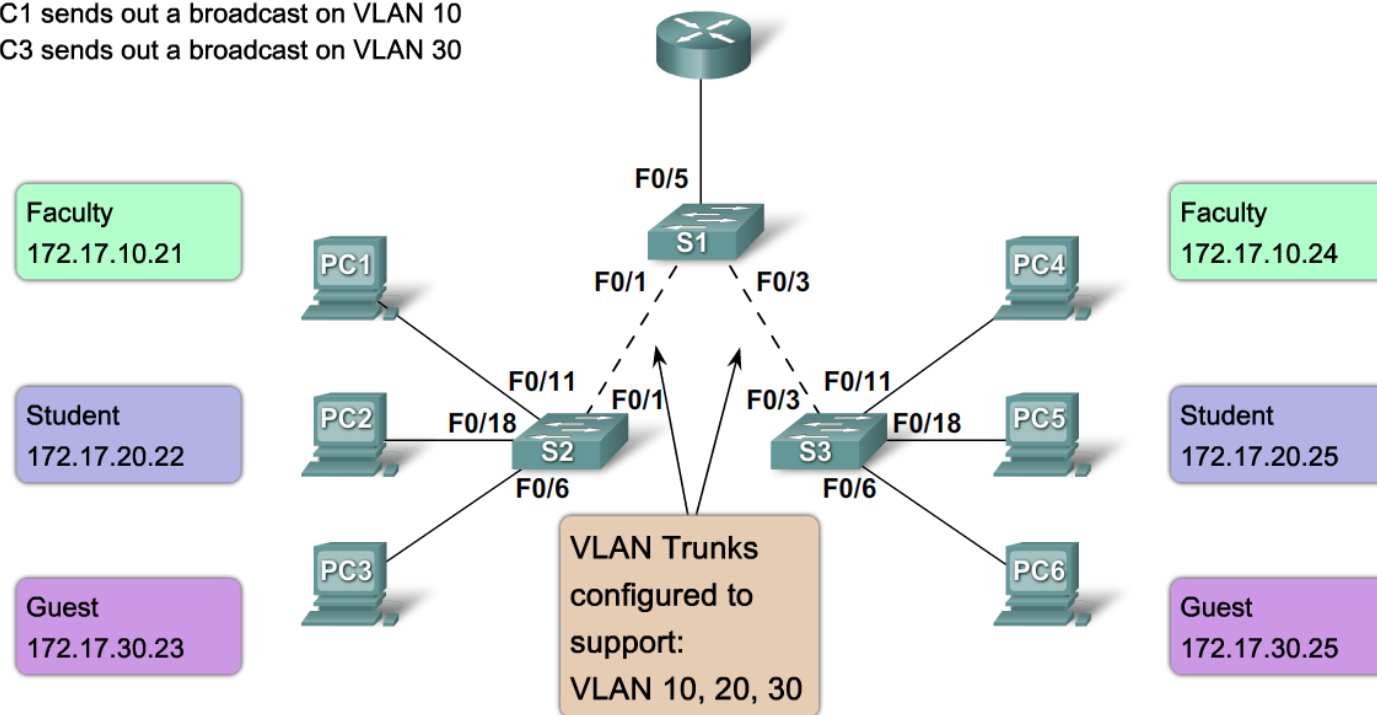 C1 sends out a broadcast on VLAN 10
C3 sends out a broadcast on VLAN 30
F0/5
S1
F0/1
F0/3
Faculty
172.17.10.21
PC1
PC4
Faculty
172.17.10.24
F0/11
F0/1
F0/3
F0/11
Student
172.17.20.22
PC2
F0/18
S2
S3
F0/18
PC5
Student
172.17.20.25
F0/6
F0/6
Guest
172.17.30.23
PC3
VLAN Trunks
configured to
support:
VLAN 10, 20, 30
PC6
Guest
172.17.30.25